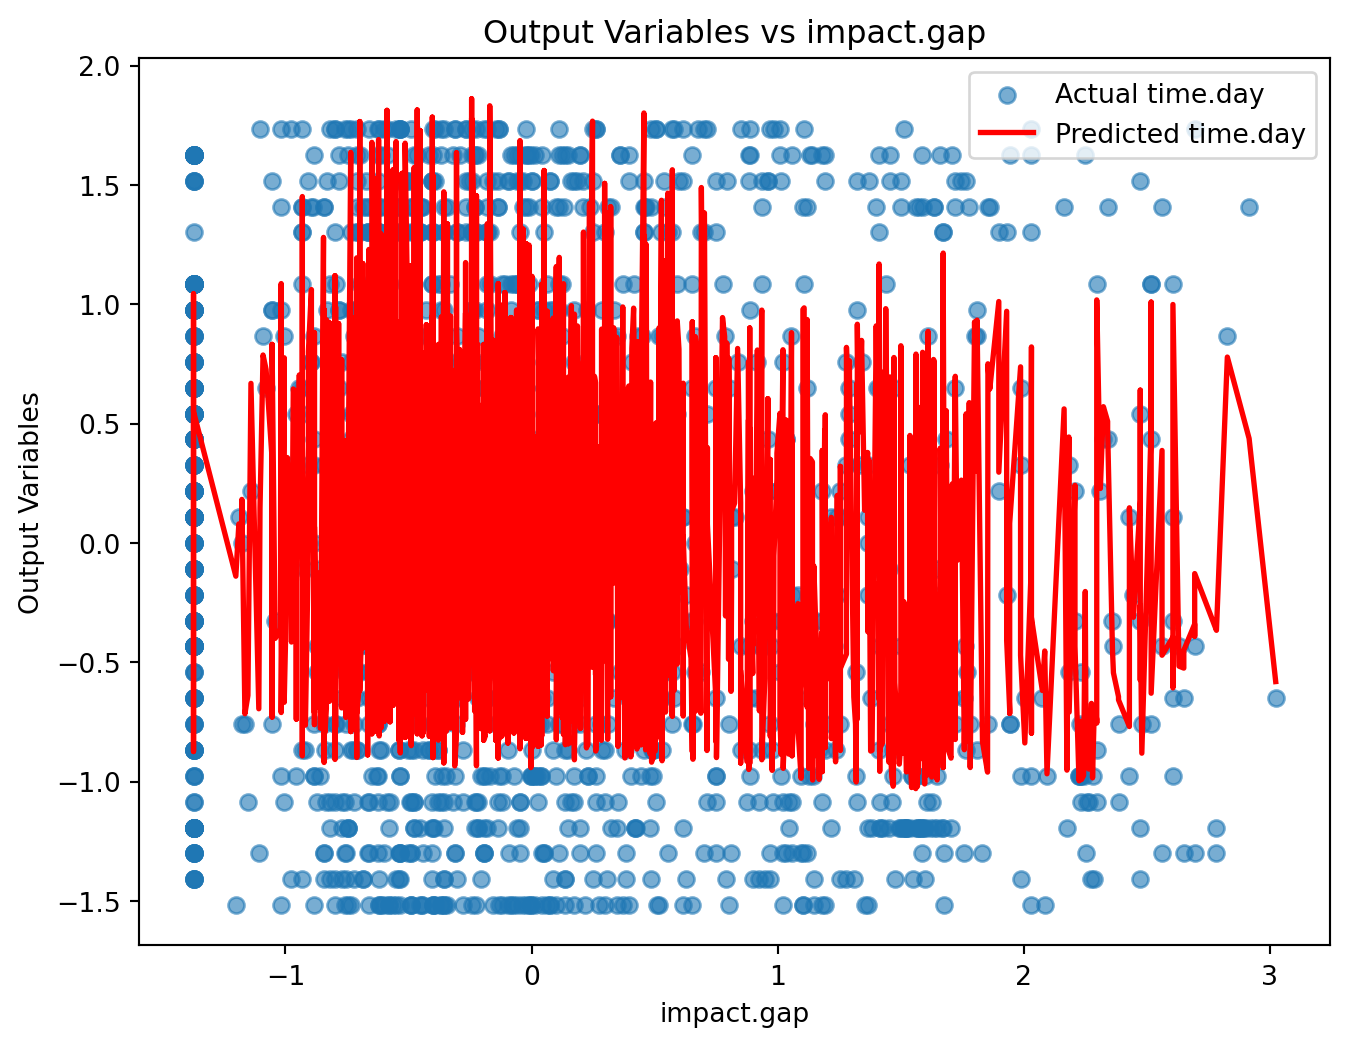 Output Variables vs impact.gap
Actual time.day
Predicted time.day
Output Variables
2.0
1.5
1.0
0.5
0.0
−0.5
−1.0
−1.5
−1
0
1
2
3
impact.gap